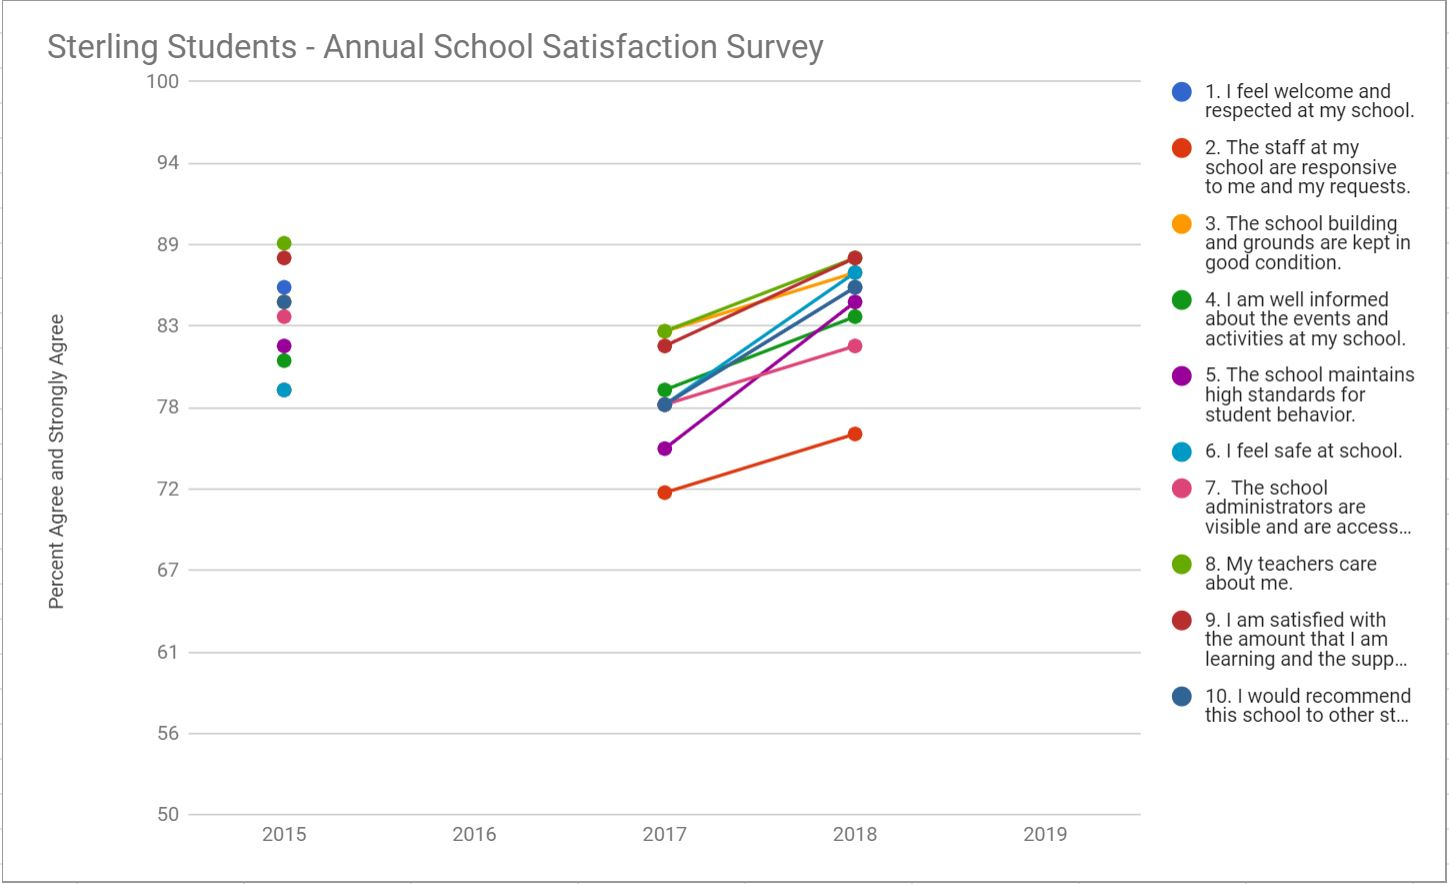 Sterling Students - Annual School Satisfaction Survey
100
94
89
83
78
72
67
61
56
50
Percent Agree and Strongly Agree
2015
2016
2017
2018
2019
1. I feel welcome and
respected at my school.
2. The staff at my
school are responsive
to me and my requests.
3. The school building
and grounds are kept in
good condition.
4. I am well informed
about the events and
activities at my school.
5. The school maintains
high standards for
student behavior.
6. I feel safe at school.
7.  The school
administrators are
visible and are access...
8. My teachers care
about me.
9. I am satisfied with
the amount that I am
learning and the supp...
10. I would recommend
this school to other st...